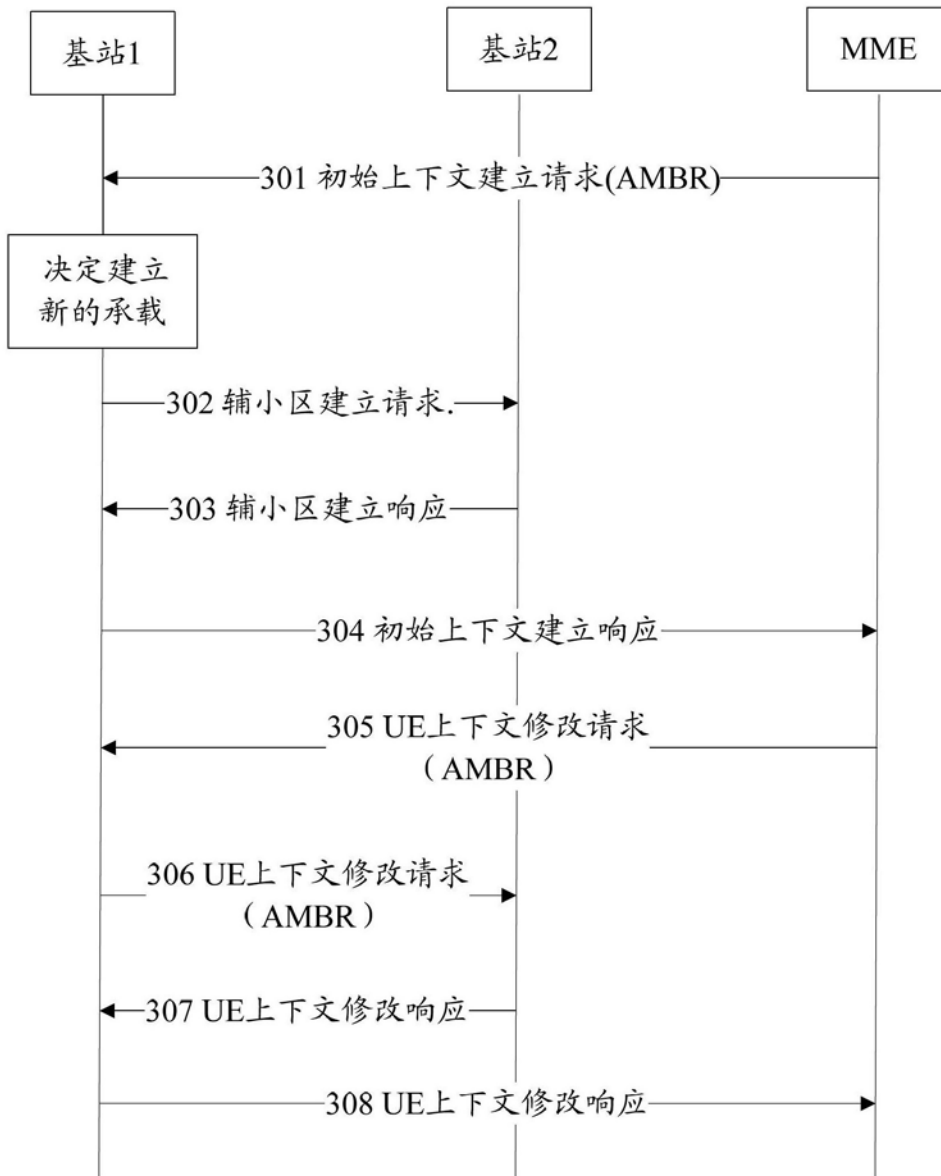 基站1
基站2
MME
301 初始上下文建立请求(AMBR)
决定建立
新的承载
302 辅小区建立请求.
303 辅小区建立响应
304 初始上下文建立响应
305 UE上下文修改请求
（AMBR）
306 UE上下文修改请求
（AMBR）
307 UE上下文修改响应
308 UE上下文修改响应